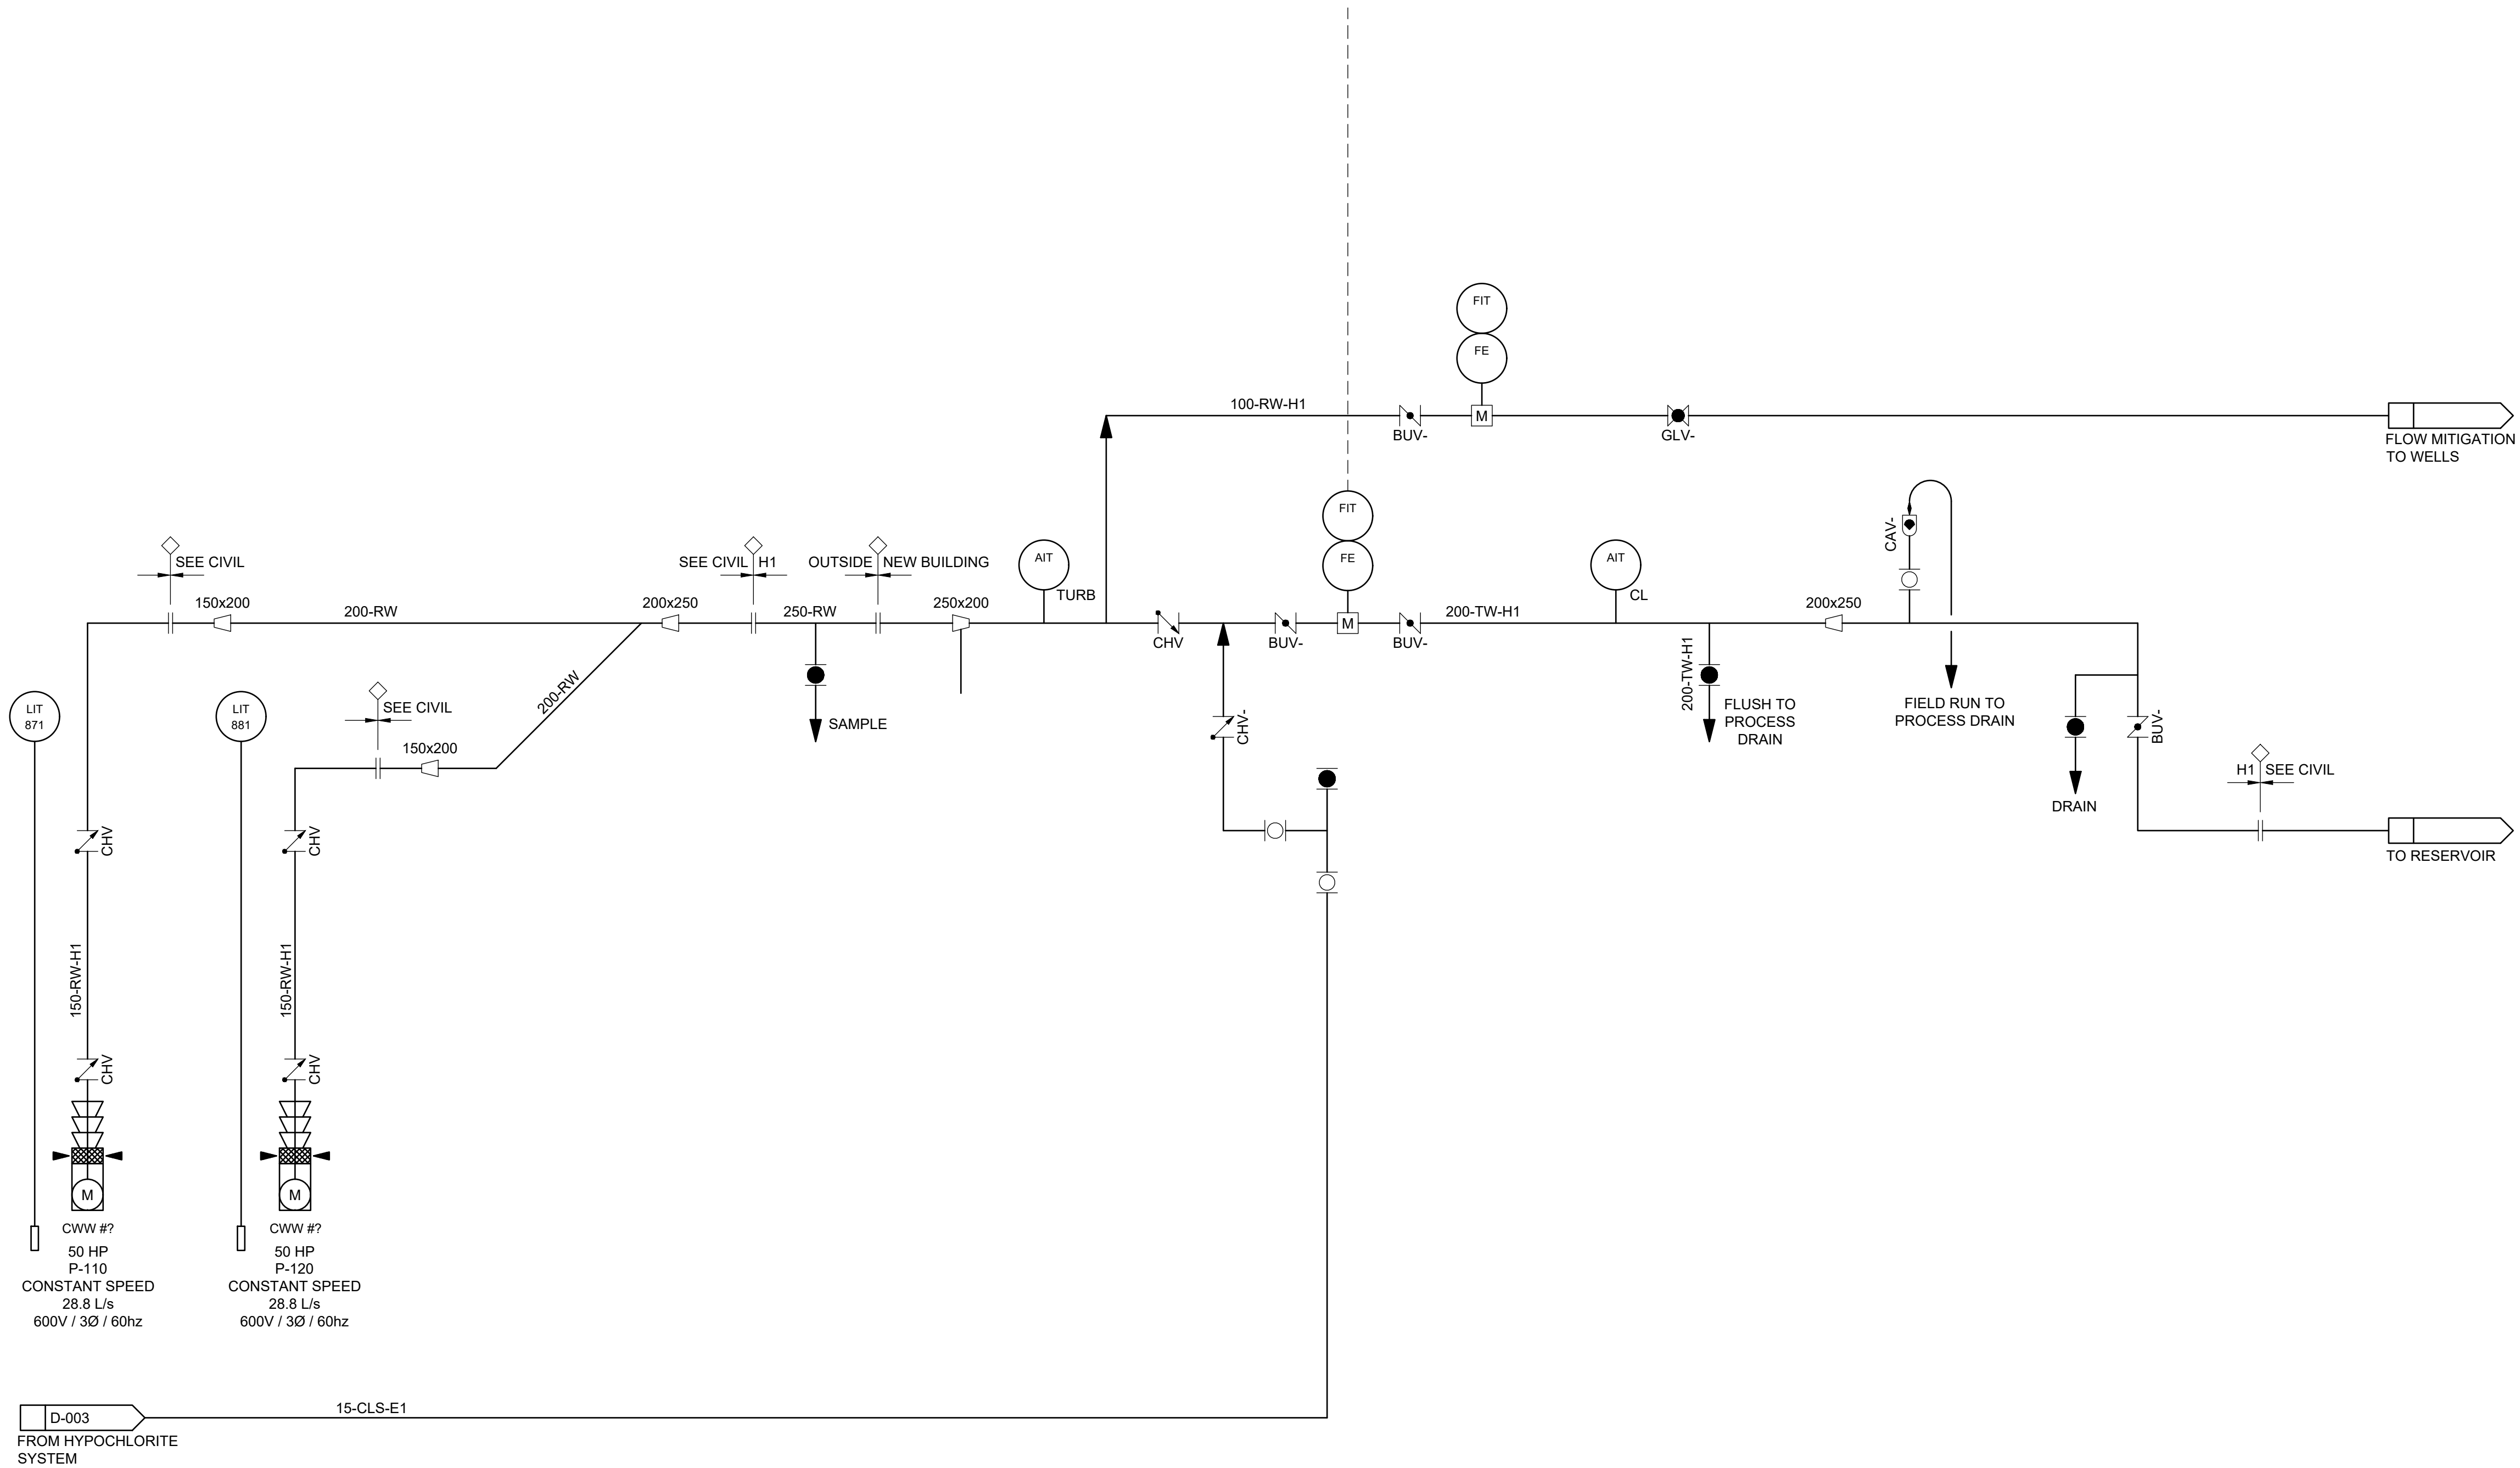 FIT
FE
100-RW-H1
M
BUV-
GLV-
FLOW MITIGATION
TO WELLS
SEE CIVIL
SEE CIVIL H1
OUTSIDE NEW BUILDING
AIT
TURB
FIT
FE
AIT
CL
CAV-
150x200
200-RW
200x250
250-RW
250x200
CHV
BUV-
M
BUV-
200-TW-H1
200x250
200-RW
SEE CIVIL
150x200
SAMPLE
CHV-
200-TW-H1
FLUSH TO
PROCESS
DRAIN
FIELD RUN TO
PROCESS DRAIN
BUV-
DRAIN
H1 SEE CIVIL
TO RESERVOIR
LIT
871
LIT
881
CHV
CHV
150-RW-H1
150-RW-H1
CHV
CHV
M
M
CWW #?
50 HP
P-110
CONSTANT SPEED
28.8 L/s
600V / 3Ø / 60hz
CWW #?
50 HP
P-120
CONSTANT SPEED
28.8 L/s
600V / 3Ø / 60hz
D-003
15-CLS-E1
FROM HYPOCHLORITE
SYSTEM